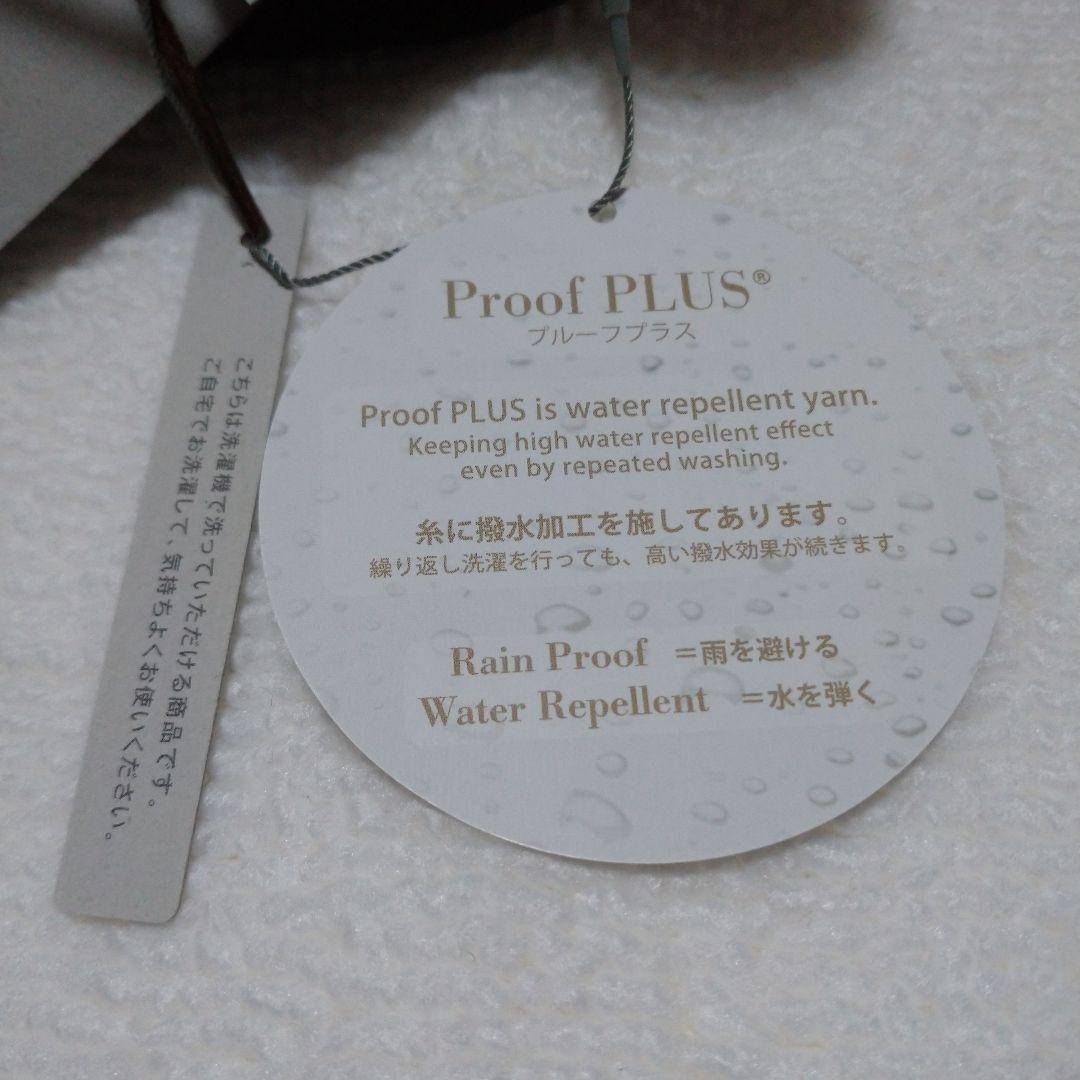 Proof PLUS®
プルーフプラス
Proof PLUS is water repellent yarn.
Keeping high water repellent effect
even by repeated washing.
糸に撥水加工を施してあります。
繰り返し洗濯を行っても、高い撥水効果が続きます。
Rain Proof =雨を避ける
Water Repellent =水を弾く
こちらは洗濯機で洗っていただける商品です。
ご自宅でお洗濯して、気持ちよくお使いください。